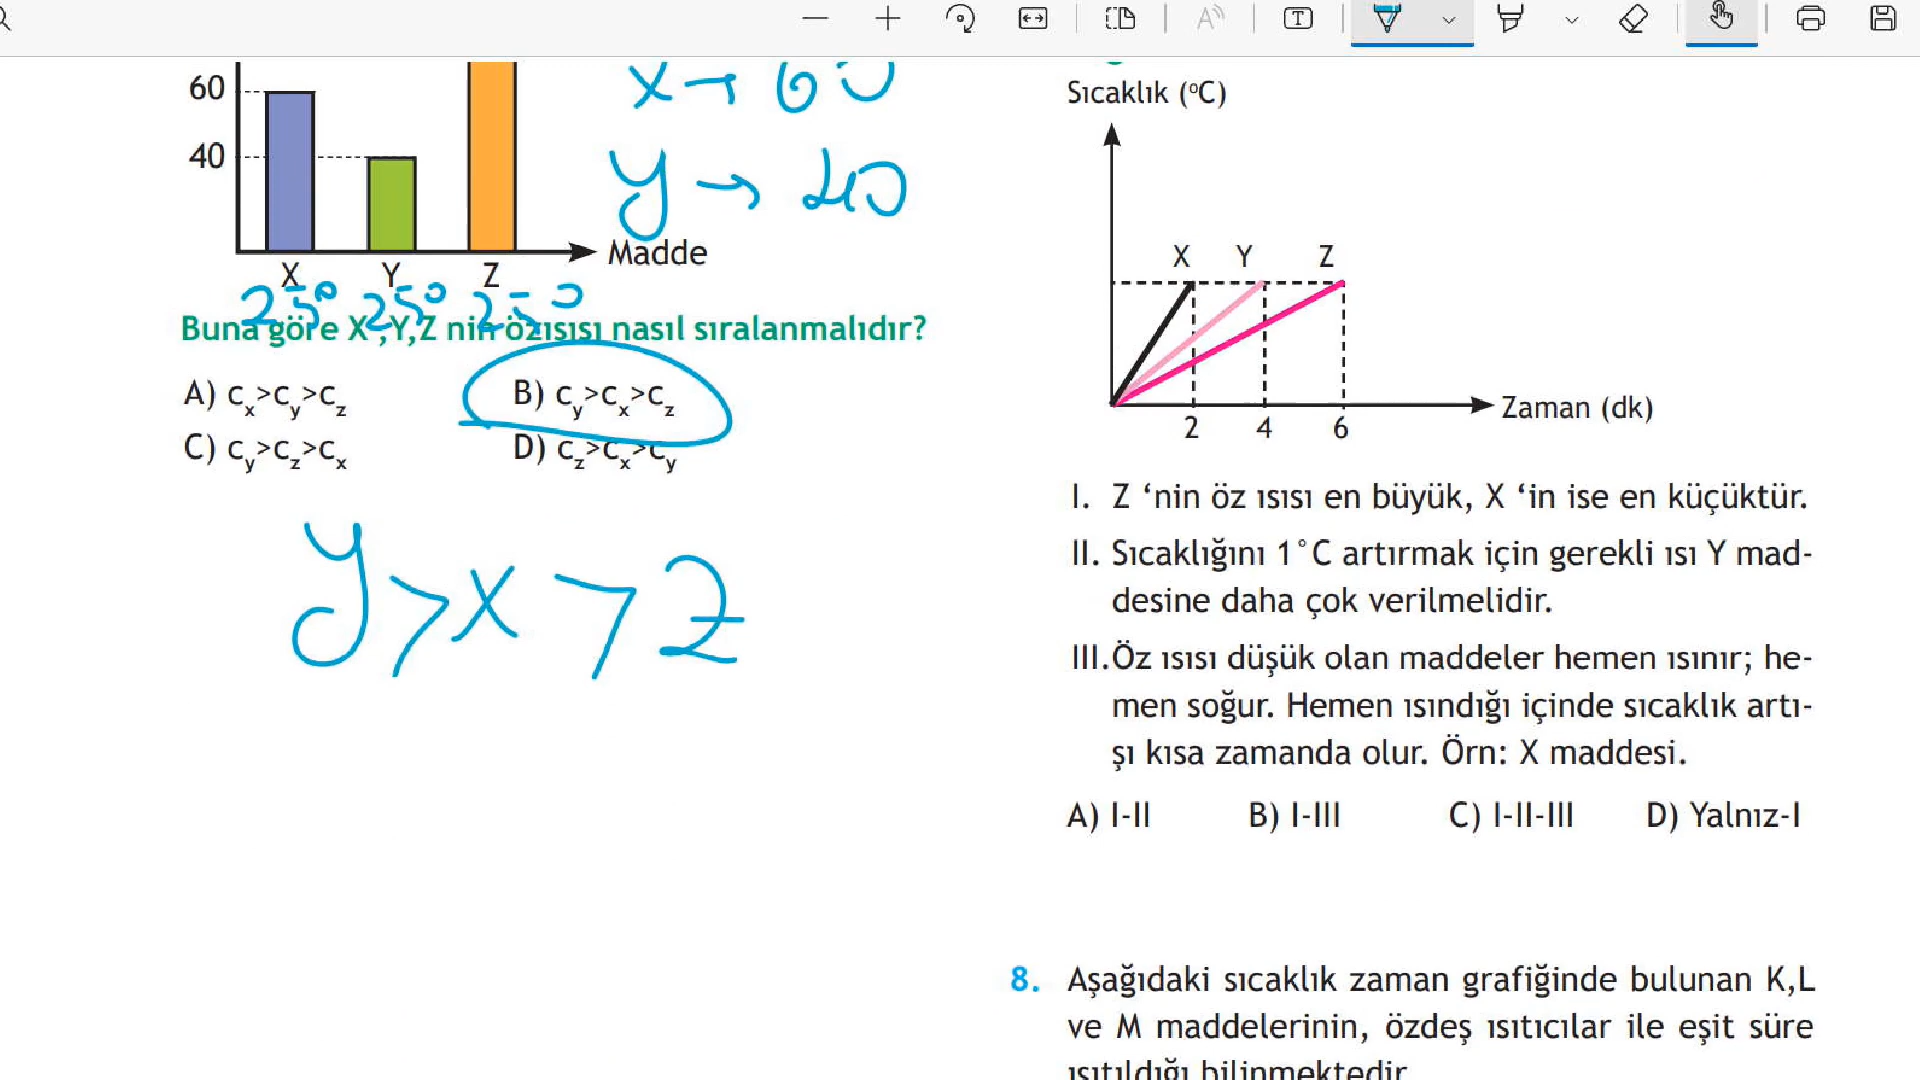 60
40
X
Y
Z
Madde
x → 60
y → 40
25° 25° 25°
Buna göre X ,Y,Z nin özısısı nasıl sıralanmalıdır?
A) cx>cy>cz
B) cy>cx>cz
C) cy>cz>cx
D) cz>cx>cy
y > x > z
Sıcaklık (°C)
X Y Z
2 4 6
Zaman (dk)
I. Z ‘nin öz ısısı en büyük, X ‘in ise en küçüktür.
II. Sıcaklığını 1°C artırmak için gerekli ısı Y mad-
desine daha çok verilmelidir.
III.Öz ısısı düşük olan maddeler hemen ısınır; he-
men soğur. Hemen ısındığı içinde sıcaklık artı-
şı kısa zamanda olur. Örn: X maddesi.
A) I-II B) I-III C) I-II-III D) Yalnız-I
8. Aşağıdaki sıcaklık zaman grafiğinde bulunan K,L
ve M maddelerinin, özdeş ısıtıcılar ile eşit süre
ısıtıldığı bilinmektedir